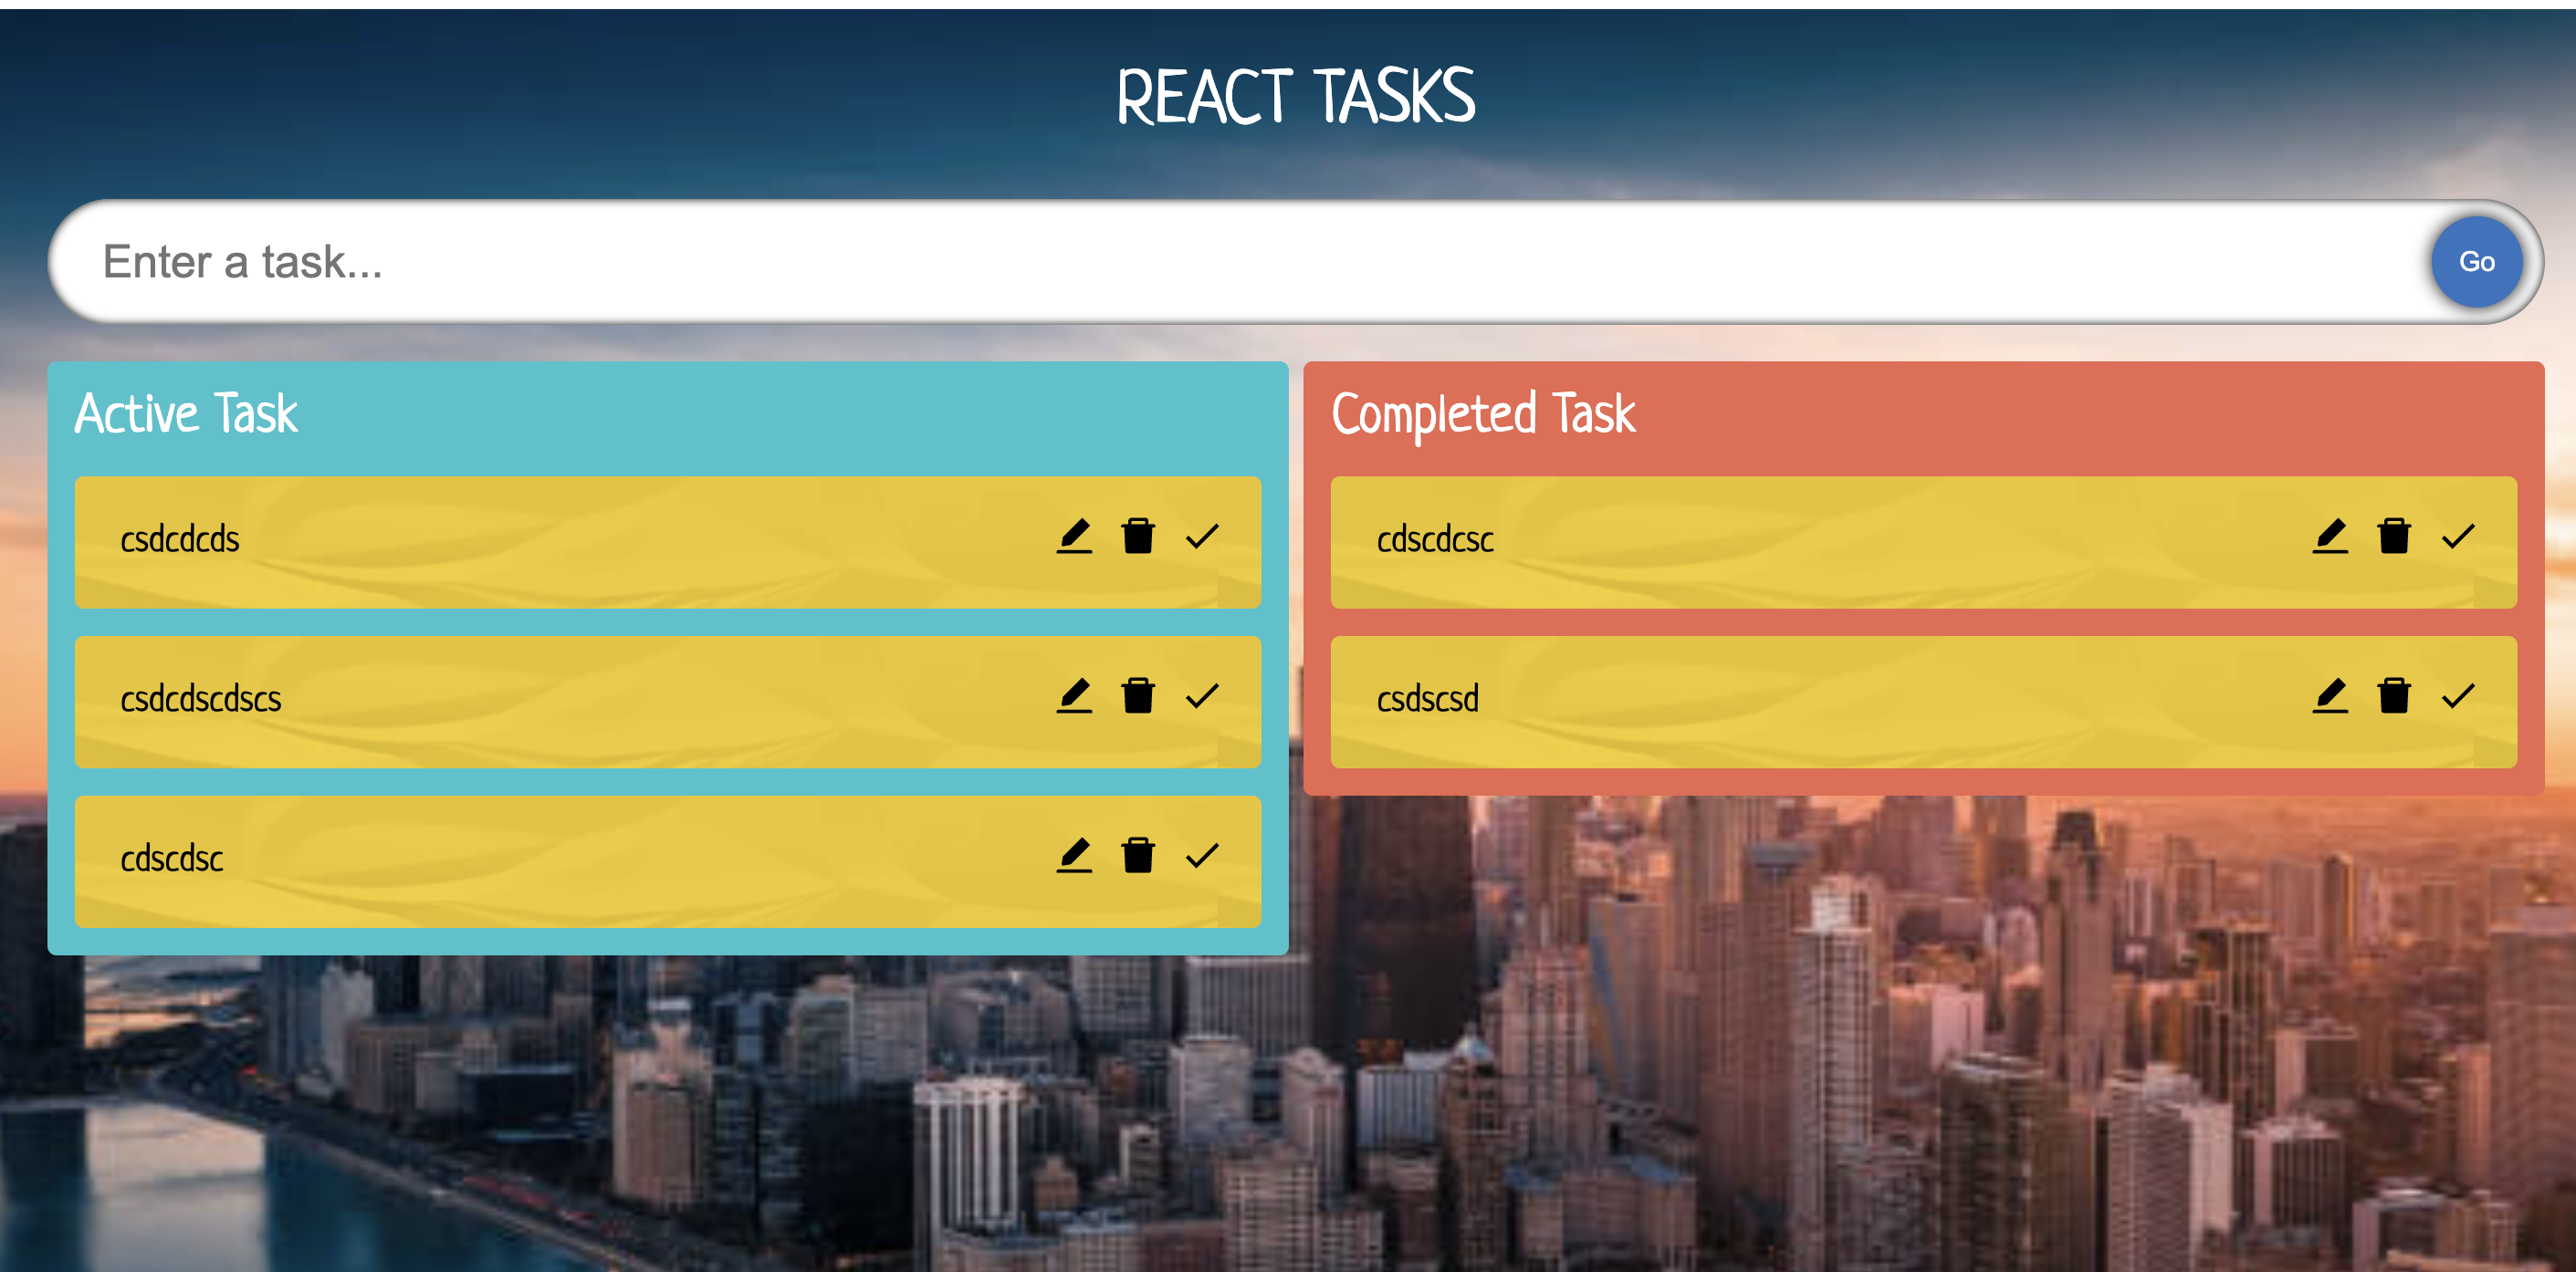 REACT TASKS
Enter a task...
Go
Active Task
csdcdcds
csdcdscdscs
cdscdsc
Completed Task
cdscdcsc
csdscsd